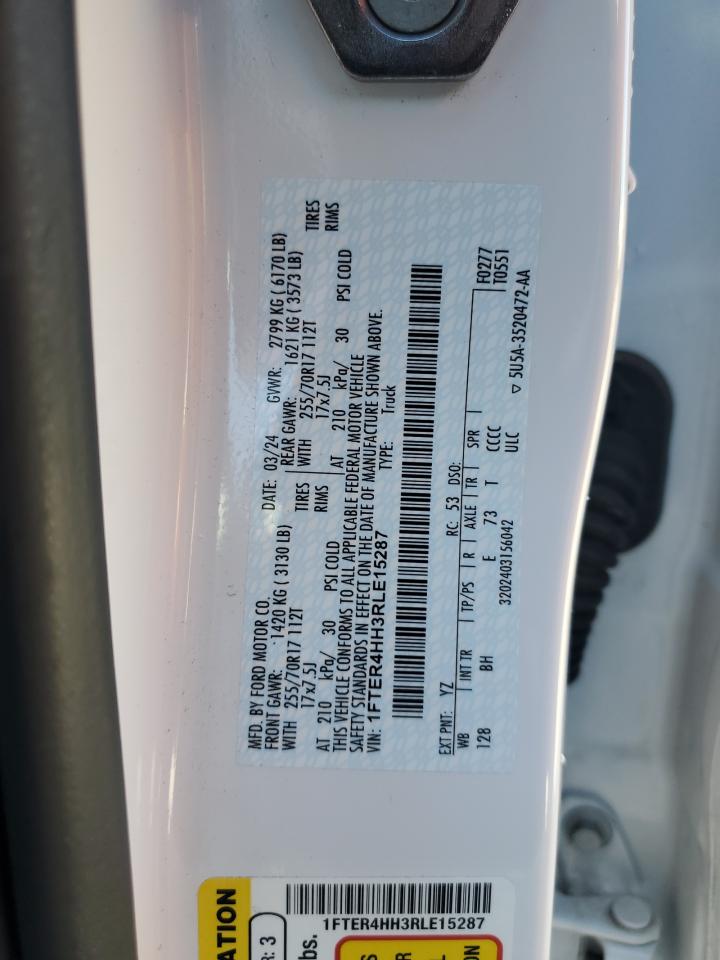 MFD. BY FORD MOTOR CO.
DATE: 03/24 GVWR: 2799 KG ( 6170 LB)
FRONT GAWR: 1420 KG ( 3130 LB) REAR GAWR: 1621 KG ( 3573 LB)
WITH 255/70R17 112T TIRES WITH 255/70R17 112T TIRES
17x7.5J RIMS 17x7.5J RIMS
AT 210 kPa/ 30 PSI COLD AT 210 kPa/ 30 PSI COLD
THIS VEHICLE CONFORMS TO ALL APPLICABLE FEDERAL MOTOR VEHICLE
SAFETY STANDARDS IN EFFECT ON THE DATE OF MANUFACTURE SHOWN ABOVE.
VIN: 1FTER4HH3RLE15287 TYPE: Truck
EXT PNT: YZ RC: 53 DSO: F0277
WB INT TR TP/PS R AXLE TR SPR T0551
128 BH E 73 T CCCC
ULC
3202403156042 ▽ 5U5A-3520472-AA
ATION
R: 3
bs.
1FTER4HH3RLE15287